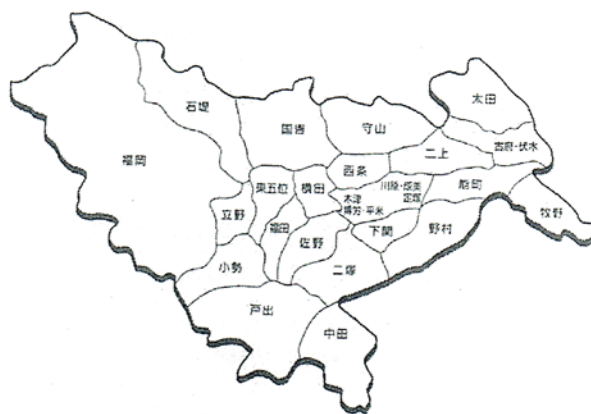 太田
石堤
国吉
守山
古府・伏木
二上
福岡
西条
東五位
横田
川原・成美
定塚
能町
木津
博労・平米
牧野
立野
福田
佐野
下関
野村
小勢
二塚
戸出
中田